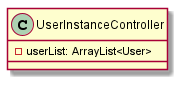 C UserInstanceController
userList: ArrayList<User>